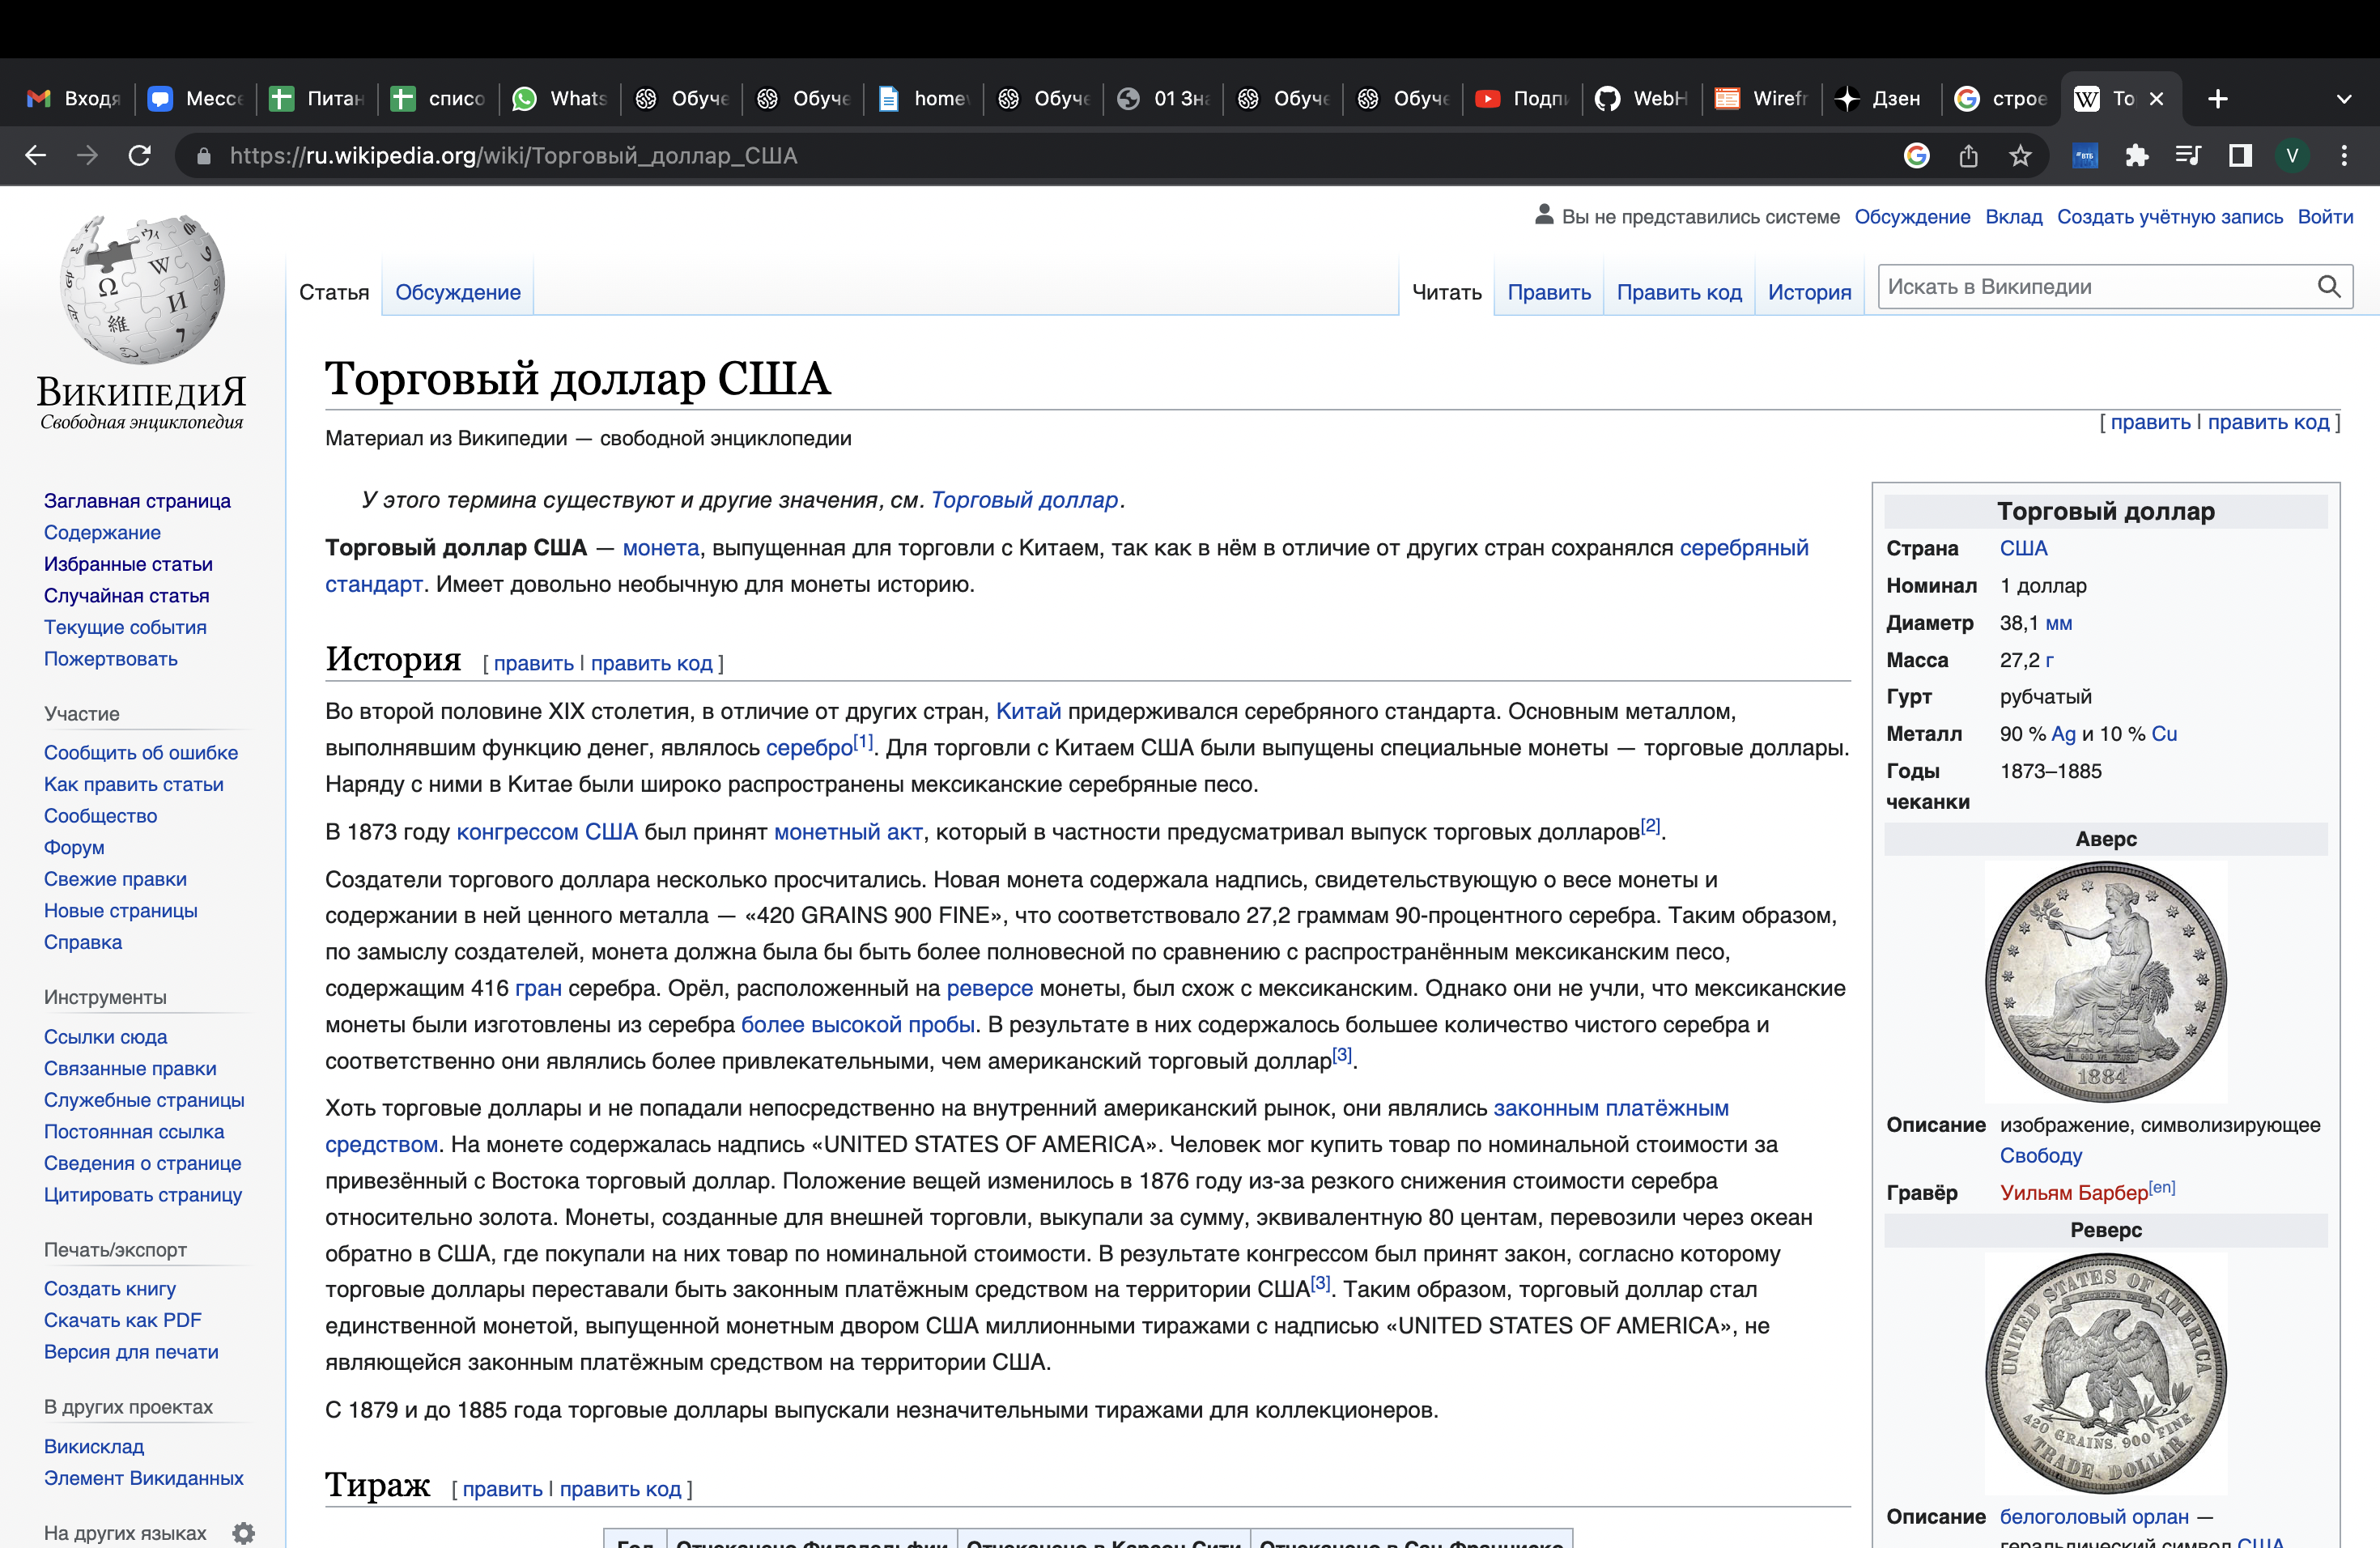 Входя
Мессе
Питан
списо
Whats
Обуче
Обуче
home
Обуче
01 Зна
Обуче
Обуче
Подпи
WebH
Wirefr
Дзен
строе
То
https://ru.wikipedia.org/wiki/Торговый_доллар_США
V
Вы не представились системе Обсуждение Вклад Создать учётную запись Войти
Статья Обсуждение Читать Править Править код История Искать в Википедии
ВикипедиЯ
Свободная энциклопедия
Заглавная страница
Содержание
Избранные статьи
Случайная статья
Текущие события
Пожертвовать
Участие
Сообщить об ошибке
Как править статьи
Сообщество
Форум
Свежие правки
Новые страницы
Справка
Инструменты
Ссылки сюда
Связанные правки
Служебные страницы
Постоянная ссылка
Сведения о странице
Цитировать страницу
Печать/экспорт
Создать книгу
Скачать как PDF
Версия для печати
В других проектах
Викисклад
Элемент Викиданных
На других языках
Торговый доллар США
[ править | править код ]
Материал из Википедии — свободной энциклопедии
У этого термина существуют и другие значения, см. Торговый доллар.
Торговый доллар США — монета, выпущенная для торговли с Китаем, так как в нём в отличие от других стран сохранялся серебряный
стандарт. Имеет довольно необычную для монеты историю.
История [ править | править код ]
Во второй половине XIX столетия, в отличие от других стран, Китай придерживался серебряного стандарта. Основным металлом,
выполнявшим функцию денег, являлось серебро[1]. Для торговли с Китаем США были выпущены специальные монеты — торговые доллары.
Наряду с ними в Китае были широко распространены мексиканские серебряные песо.
В 1873 году конгрессом США был принят монетный акт, который в частности предусматривал выпуск торговых долларов[2].
Создатели торгового доллара несколько просчитались. Новая монета содержала надпись, свидетельствующую о весе монеты и
содержании в ней ценного металла — «420 GRAINS 900 FINE», что соответствовало 27,2 граммам 90-процентного серебра. Таким образом,
по замыслу создателей, монета должна была бы быть более полновесной по сравнению с распространённым мексиканским песо,
содержащим 416 гран серебра. Орёл, расположенный на реверсе монеты, был схож с мексиканским. Однако они не учли, что мексиканские
монеты были изготовлены из серебра более высокой пробы. В результате в них содержалось большее количество чистого серебра и
соответственно они являлись более привлекательными, чем американский торговый доллар[3].
Хоть торговые доллары и не попадали непосредственно на внутренний американский рынок, они являлись законным платёжным
средством. На монете содержалась надпись «UNITED STATES OF AMERICA». Человек мог купить товар по номинальной стоимости за
привезённый с Востока торговый доллар. Положение вещей изменилось в 1876 году из-за резкого снижения стоимости серебра
относительно золота. Монеты, созданные для внешней торговли, выкупали за сумму, эквивалентную 80 центам, перевозили через океан
обратно в США, где покупали на них товар по номинальной стоимости. В результате конгрессом был принят закон, согласно которому
торговые доллары переставали быть законным платёжным средством на территории США[3]. Таким образом, торговый доллар стал
единственной монетой, выпущенной монетным двором США миллионными тиражами с надписью «UNITED STATES OF AMERICA», не
являющейся законным платёжным средством на территории США.
С 1879 и до 1885 года торговые доллары выпускали незначительными тиражами для коллекционеров.
Тираж [ править | править код ]
Год Отчеканено Филадельфии Отчеканено в Карсон-Сити Отчеканено в Сан-Франциско
Торговый доллар
Страна США
Номинал 1 доллар
Диаметр 38,1 мм
Масса 27,2 г
Гурт рубчатый
Металл 90 % Ag и 10 % Cu
Годы 1873–1885
чеканки
Аверс
1884
Описание изображение, символизирующее
Свободу
Гравёр Уильям Барбер[en]
Реверс
UNITED STATES OF AMERICA
420 GRAINS, 900 FINE.
TRADE DOLLAR
Описание белоголовый орлан —
геральдический символ США